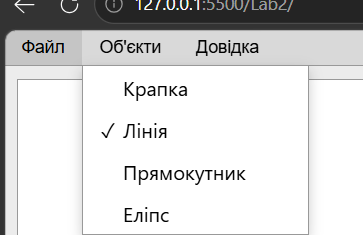 127.0.0.1:5500/Lab2/
Файл Об'єкти Довідка
Крапка
✓ Лінія
Прямокутник
Еліпс